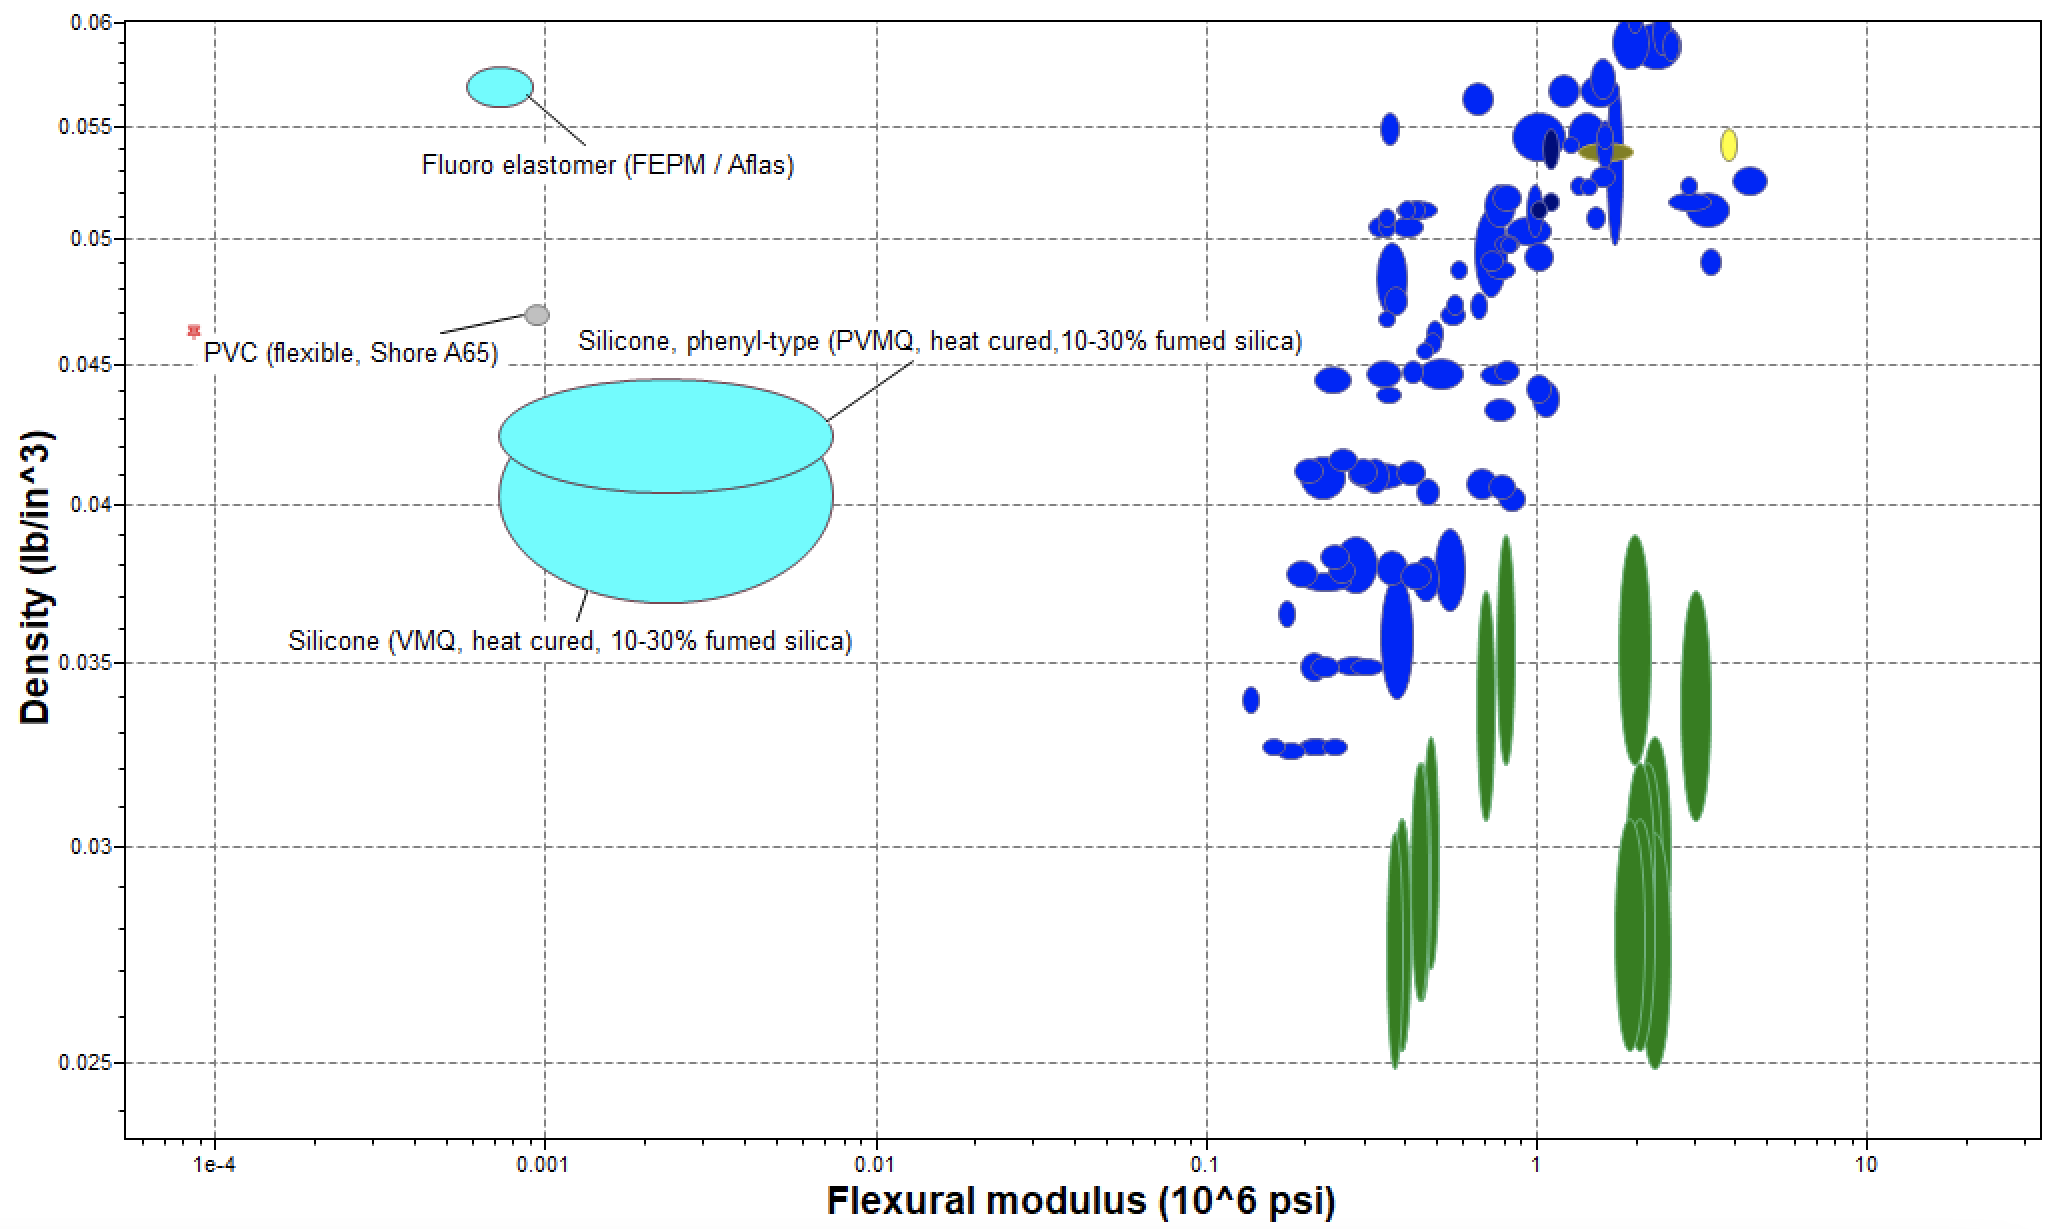 0.06
0.055
Fluoro elastomer (FEPM / Aflas)
0.05
Silicone, phenyl-type (PVMQ, heat cured,10-30% fumed silica)
PVC (flexible, Shore A65)
0.045
0.04
Silicone (VMQ, heat cured, 10-30% fumed silica)
0.035
0.03
0.025
Density (lb/in^3)
1e-4 0.001 0.01 0.1 1 10
Flexural modulus (10^6 psi)